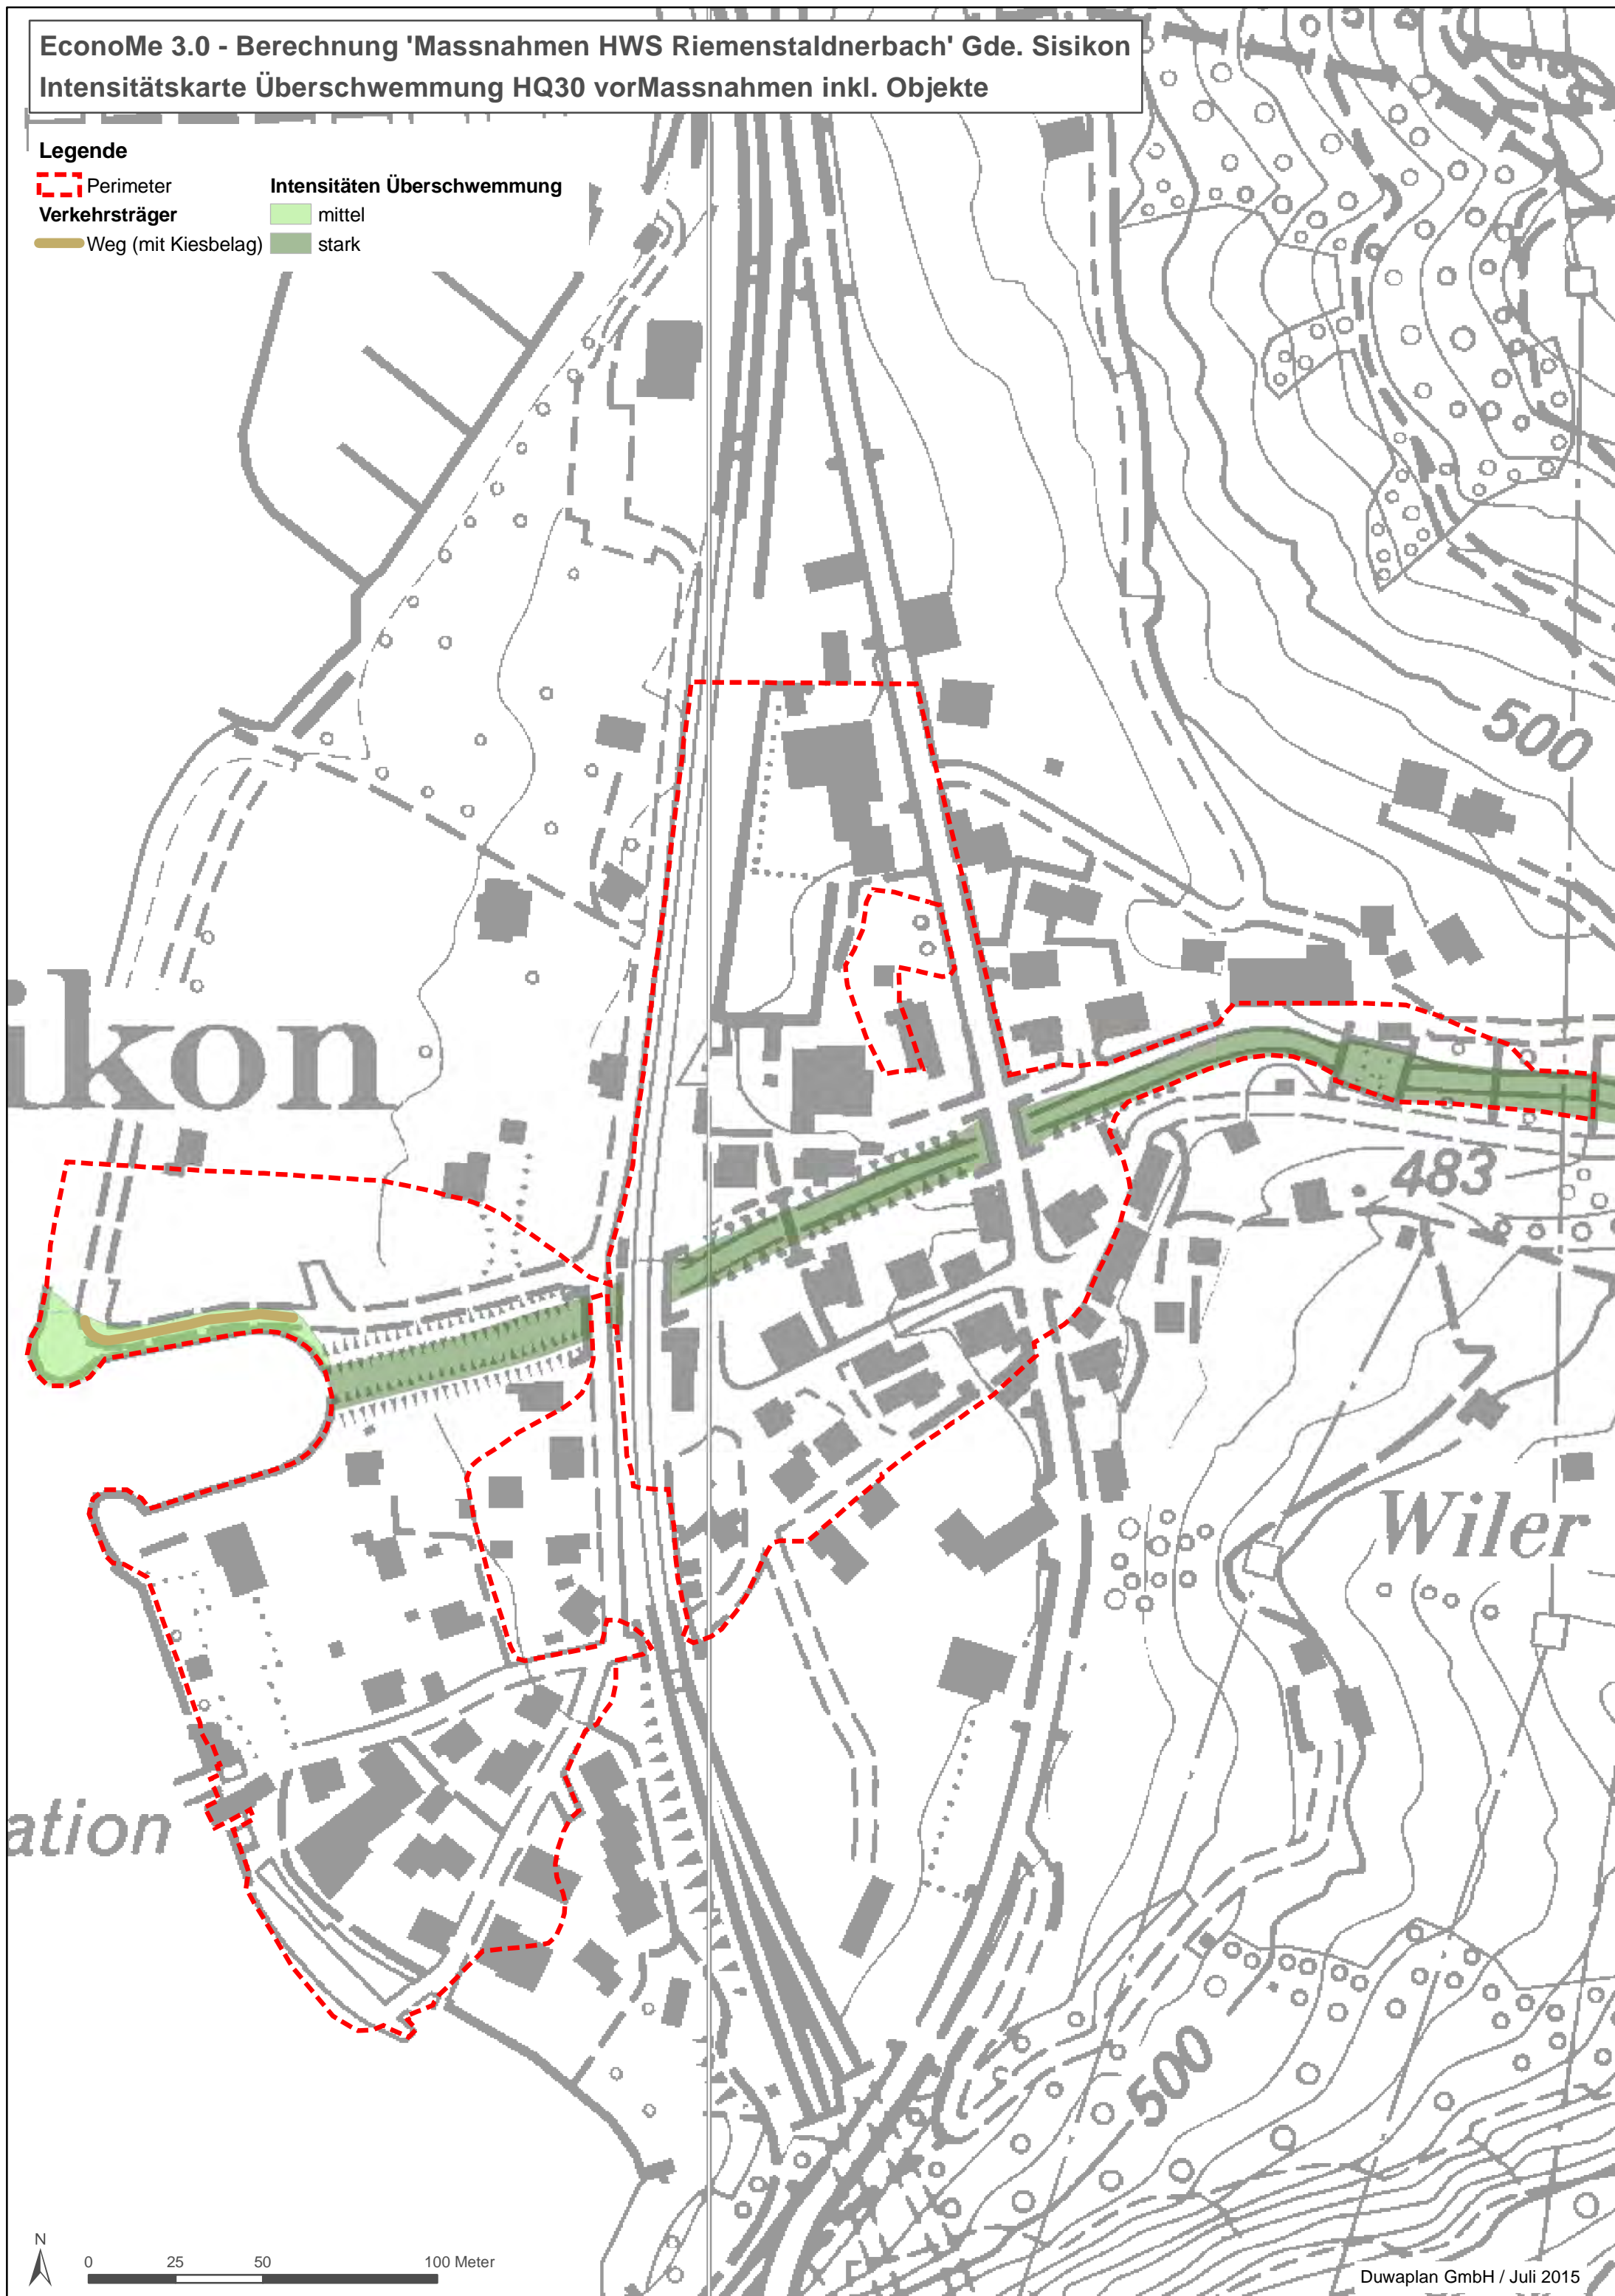 EconoMe 3.0 - Berechnung 'Massnahmen HWS Riemenstaldnerbach' Gde. Sisikon
Intensitätskarte Überschwemmung HQ30 vorMassnahmen inkl. Objekte
Legende
Perimeter
Verkehrsträger
Weg (mit Kiesbelag)
Intensitäten Überschwemmung
mittel
stark
500
ikon
483
Wiler
ation
500
N
0 25 50 100 Meter
Duwaplan GmbH / Juli 2015